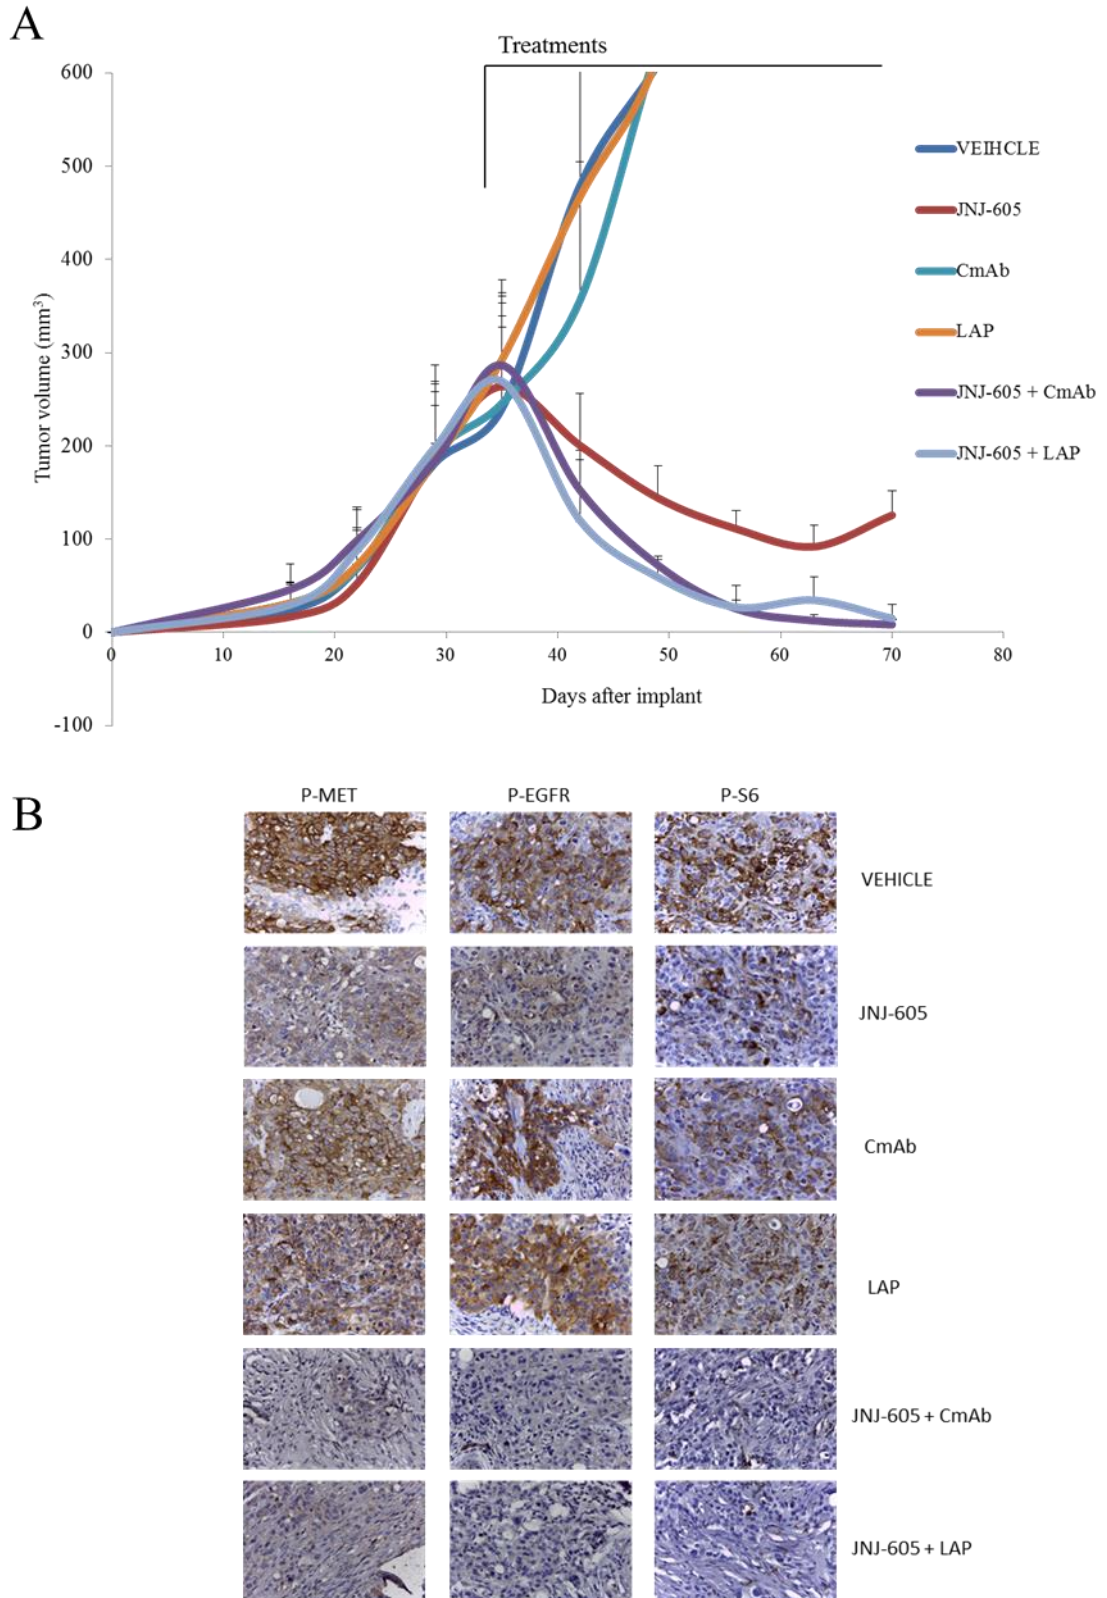 A
Treatments
600
500
400
300
200
100
0
-100
Tumor volume (mm³)
0 10 20 30 40 50 60 70 80
Days after implant
VEIHCLE
JNJ-605
CmAb
LAP
JNJ-605 + CmAb
JNJ-605 + LAP
B
P-MET P-EGFR P-S6
VEHICLE
JNJ-605
CmAb
LAP
JNJ-605 + CmAb
JNJ-605 + LAP